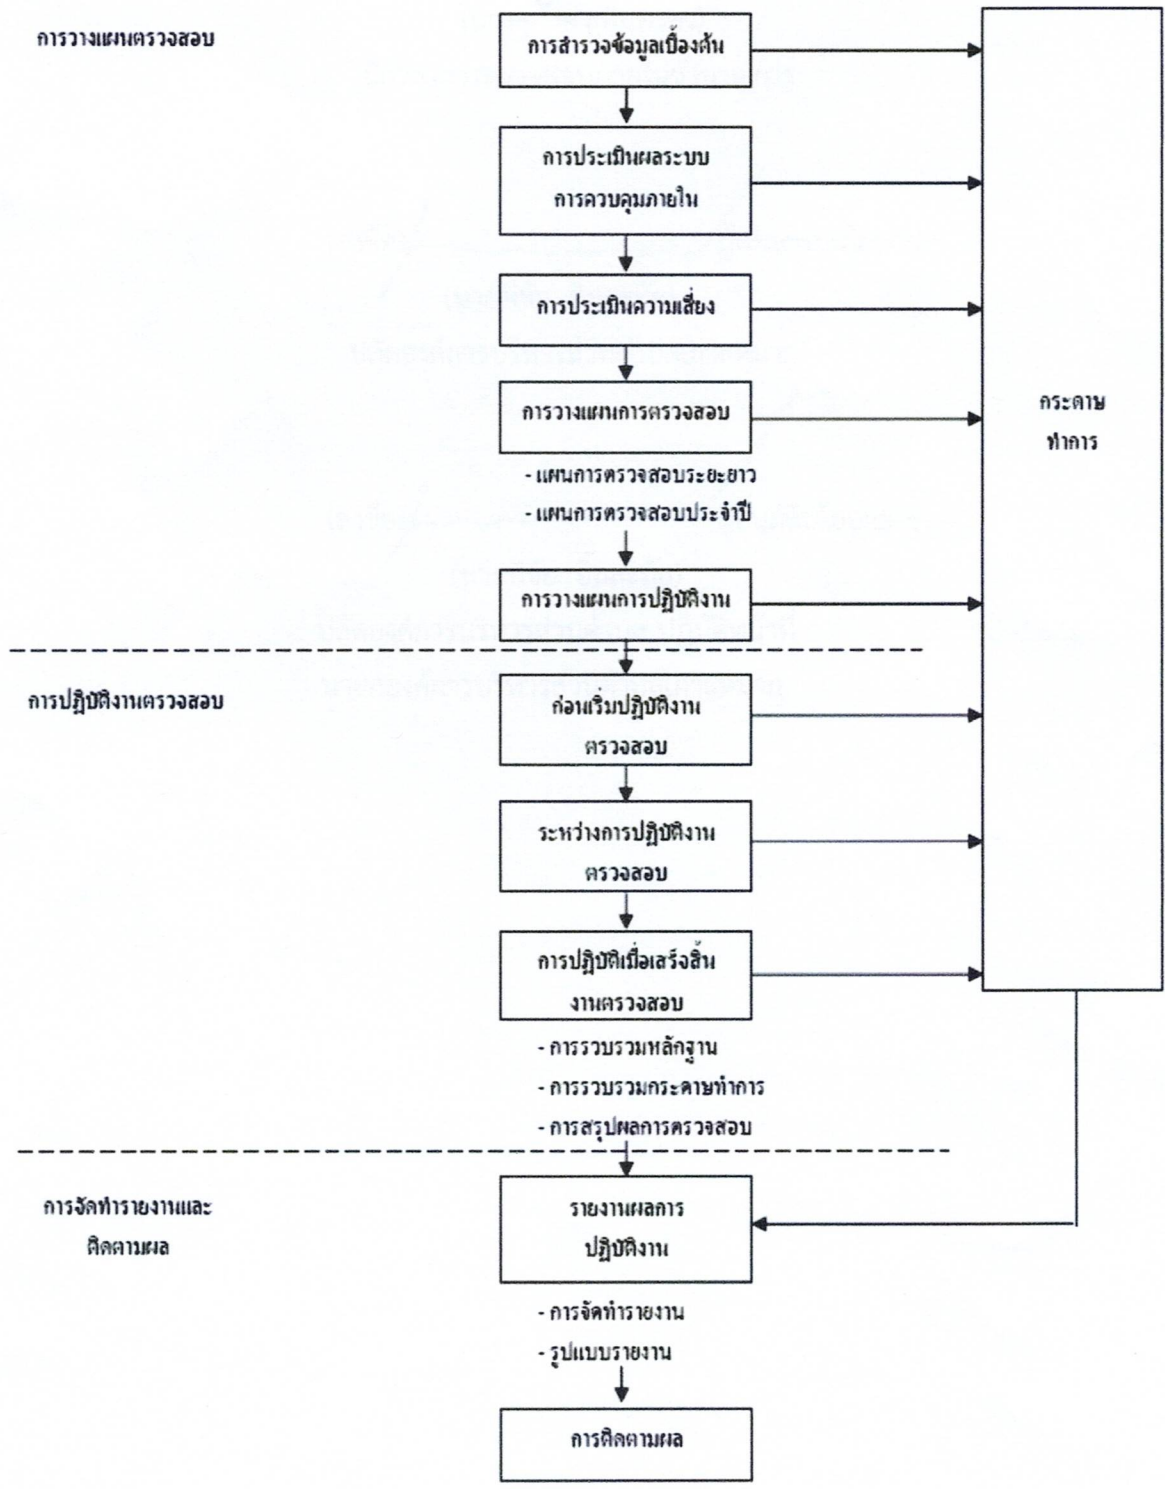 การวางแผนตรวจสอบ
การสำรวจข้อมูลเบื้องต้น
การประเมินผลระบบ
การควบคุมภายใน
การประเมินความเสี่ยง
การวางแผนการตรวจสอบ
- แผนการตรวจสอบระยะยาว
- แผนการตรวจสอบประจำปี
การวางแผนการปฏิบัติงาน
กระดาษ
ทำการ
การปฏิบัติงานตรวจสอบ
ก่อนเริ่มปฏิบัติงาน
ตรวจสอบ
ระหว่างการปฏิบัติงาน
ตรวจสอบ
การปฏิบัติเมื่อเสร็จสิ้น
งานตรวจสอบ
- การรวบรวมหลักฐาน
- การรวบรวมกระดาษทำการ
- การสรุปผลการตรวจสอบ
การจัดทำรายงานและ
ติดตามผล
รายงานผลการ
ปฏิบัติงาน
- การจัดทำรายงาน
- รูปแบบรายงาน
การติดตามผล